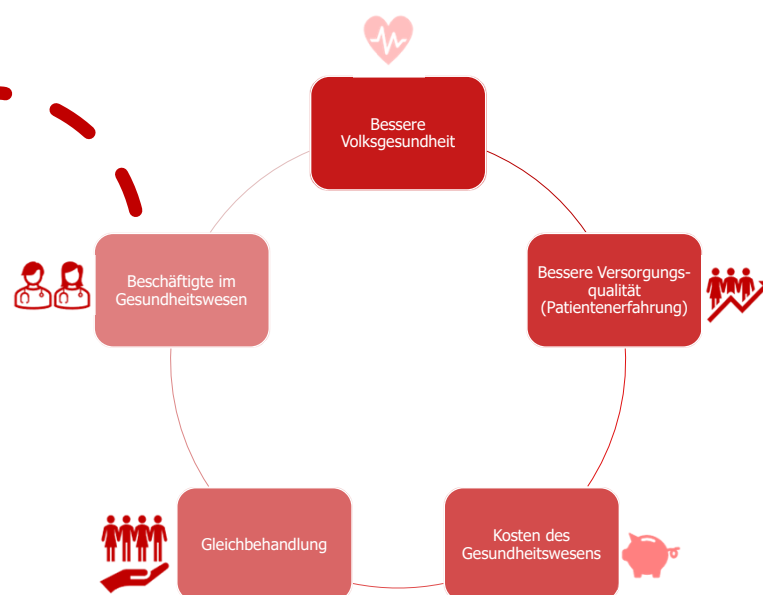 Bessere
Volksgesundheit
Beschäftigte im
Gesundheitswesen
Bessere Versorgungs-
qualität
(Patientenerfahrung)
Gleichbehandlung
Kosten des
Gesundheitswesens